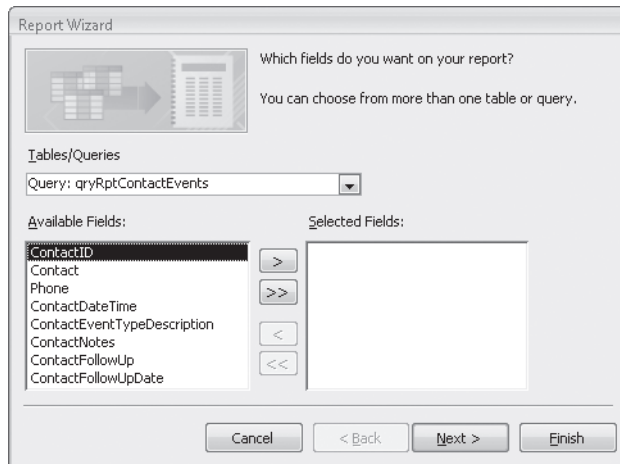 Report Wizard
Which fields do you want on your report?
You can choose from more than one table or query.
Tables/Queries
Query: qryRptContactEvents
Available Fields:
Selected Fields:
ContactID
Contact
Phone
ContactDateTime
ContactEventTypeDescription
ContactNotes
ContactFollowUp
ContactFollowUpDate
>
>>
<
<<
Cancel
< Back
Next >
Finish